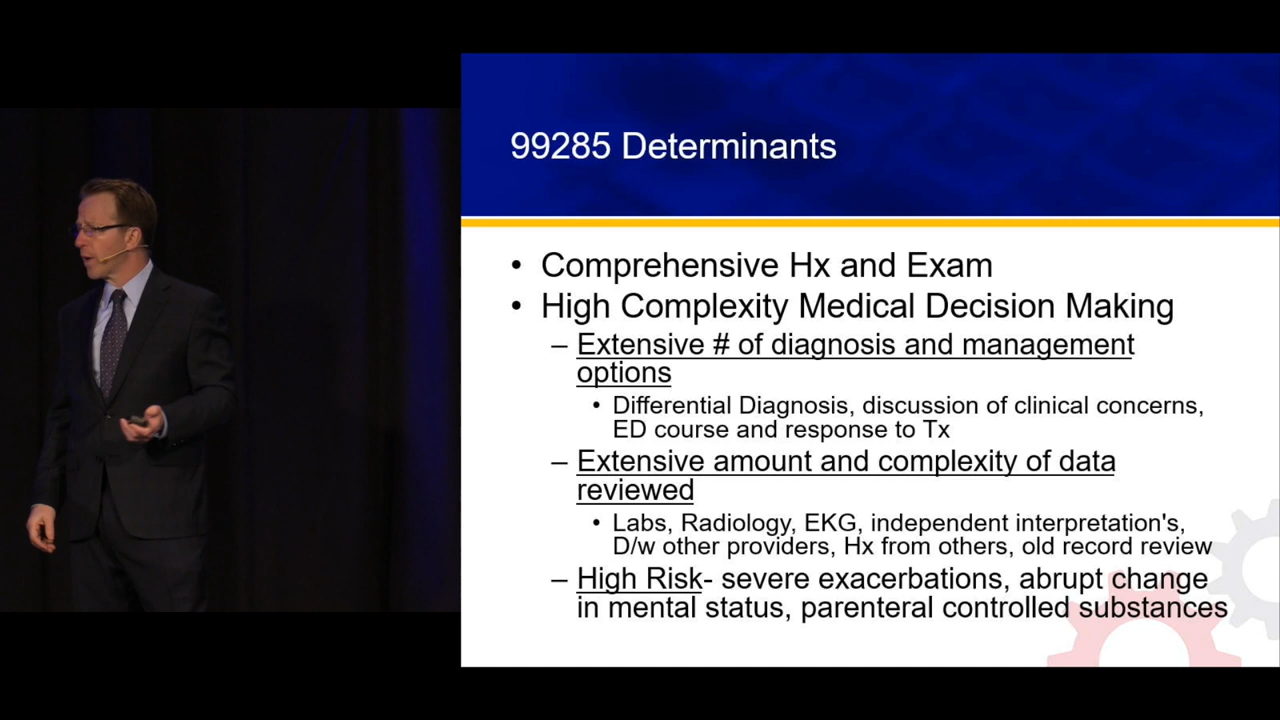 99285 Determinants
• Comprehensive Hx and Exam
• High Complexity Medical Decision Making
– Extensive # of diagnosis and management
options
• Differential Diagnosis, discussion of clinical concerns,
ED course and response to Tx
– Extensive amount and complexity of data
reviewed
• Labs, Radiology, EKG, independent interpretation's,
D/w other providers, Hx from others, old record review
– High Risk- severe exacerbations, abrupt change
in mental status, parenteral controlled substances